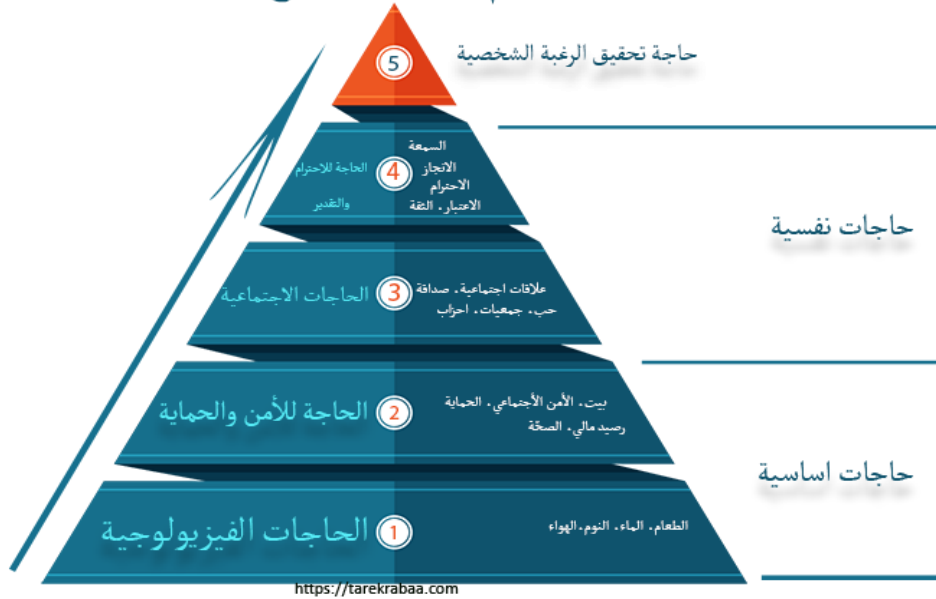 حاجة تحقيق الرغبة الشخصية
5
السمعة
الحاجة للاحترام
4
الانجاز
الاحترام
والتقدير
الاعتبار. الثقة
حاجات نفسية
الحاجات الاجتماعية
3
علاقات اجتماعية. صداقة
حب. جمعيات. احزاب
الحاجة للأمن والحماية
2
بيت. الأمن الأجتماعي. الحماية
رصيد مالي. الصحّة
حاجات اساسية
الحاجات الفيزيولوجية
1
الطعام. الماء. النوم.الهواء
https://tarekrabaa.com